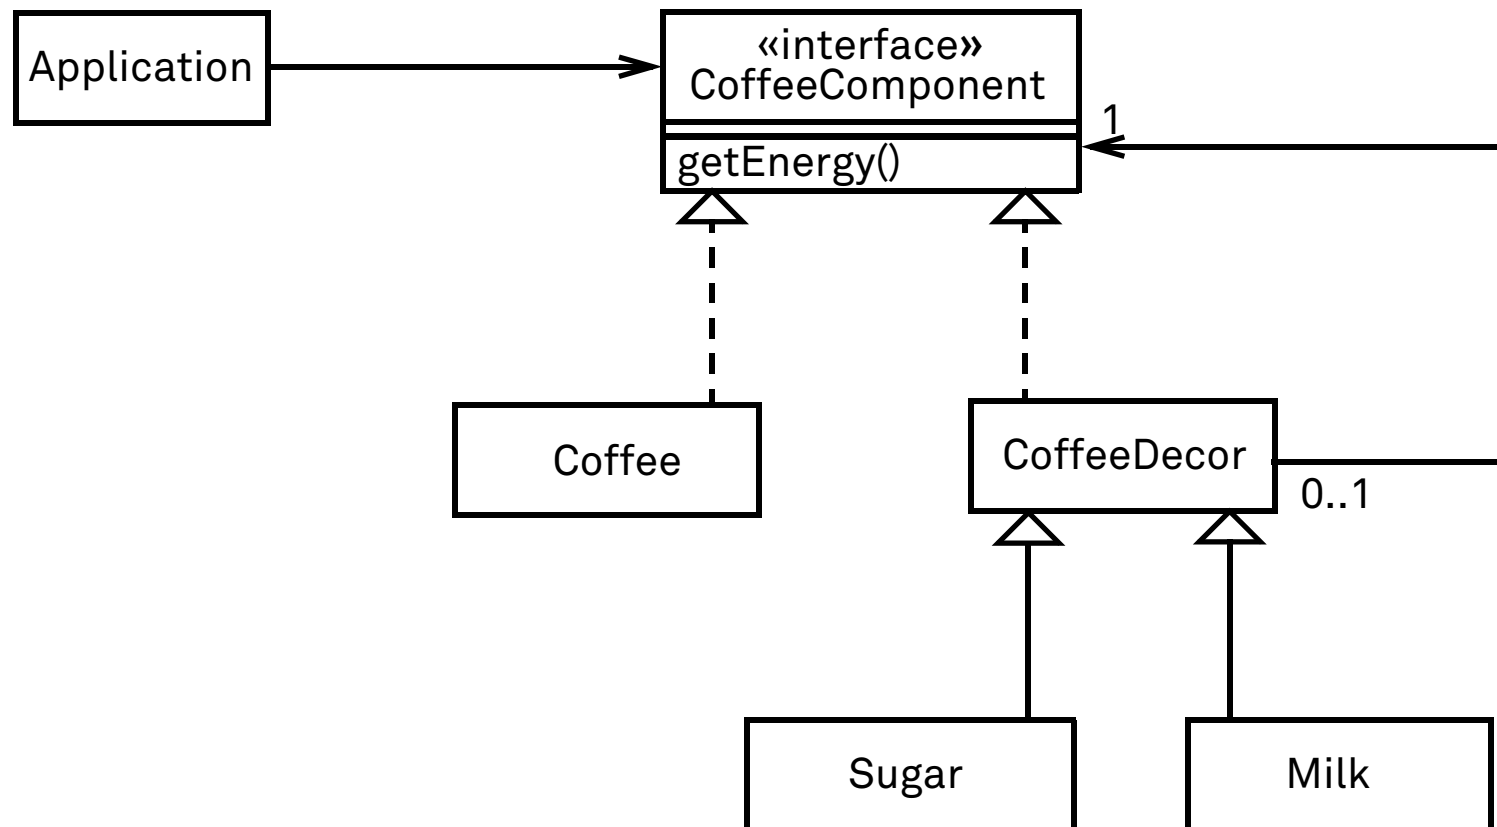 Application
«interface»
CoffeeComponent
getEnergy()
1
Coffee
CoffeeDecor
0..1
Sugar
Milk